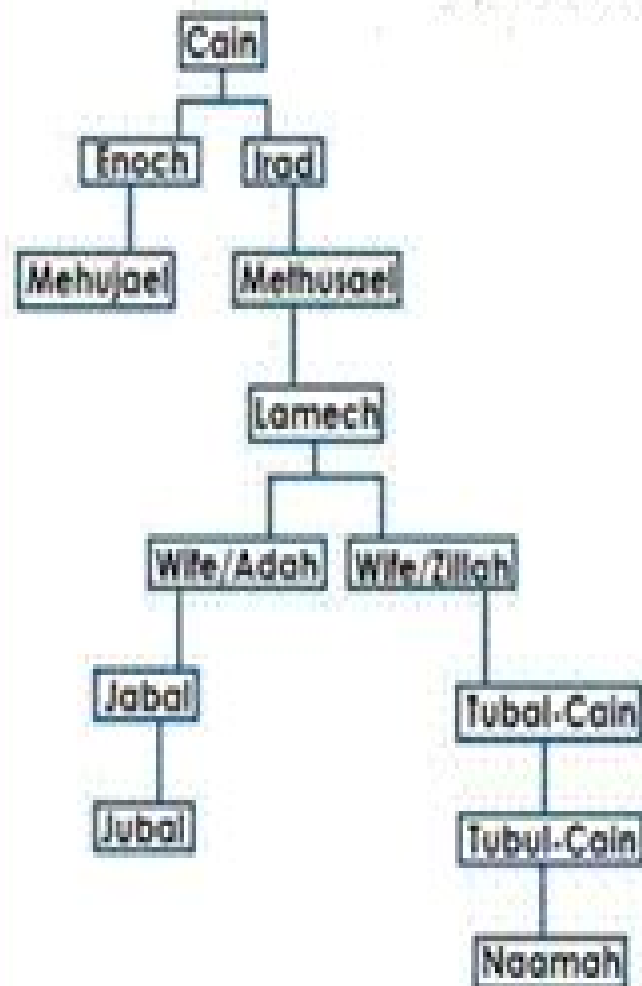 Cain
Enoch Irad
Mehujael Methusael
Lamech
Wife/Adah Wife/Zillah
Jabal Tubal-Cain
Jubal Tubul-Cain
Naamah